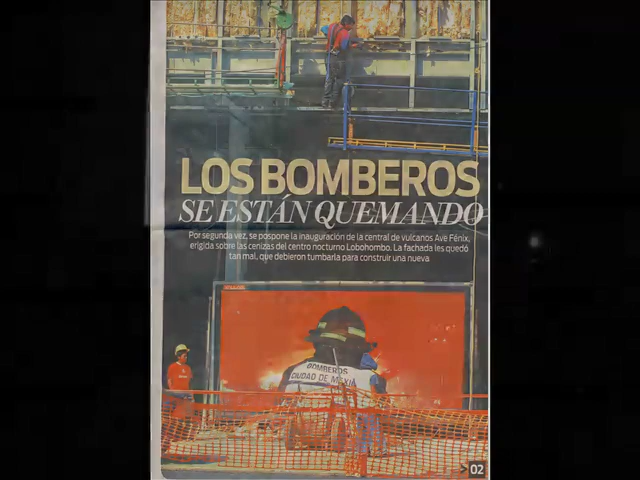 LOS BOMBEROS
SE ESTÁN QUEMANDO
Por segunda vez, se pospone la inauguración de la central de vulcanos Ave Fénix,
erigida sobre las cenizas del centro nocturno Lobohombo. La fachada les quedó
tan mal, que debieron tumbarla para construir una nueva
BOMBEROS
CIUDAD DE
>02